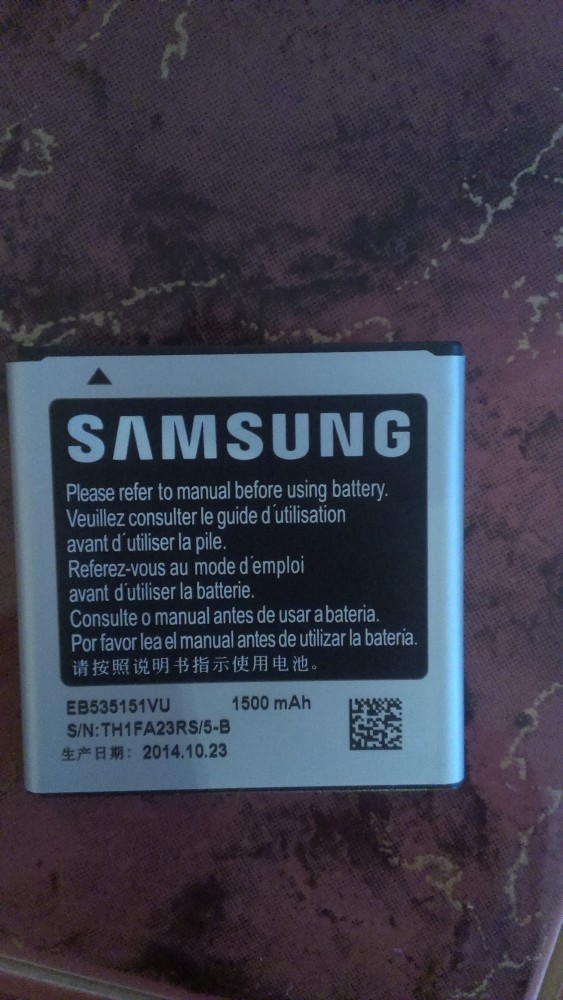 SAMSUNG
Please refer to manual before using battery.
Veuillez consulter le guide d´utilisation
avant d´utiliser la pile.
Referez-vous au mode d´emploi
avant d´utiliser la batterie.
Consulte o manual antes de usar a bateria.
Por favor lea el manual antes de utilizar la bateria.
请按照说明书指示使用电池。
EB535151VU 1500 mAh
S/N:TH1FA23RS/5-B
生产日期: 2014.10.23